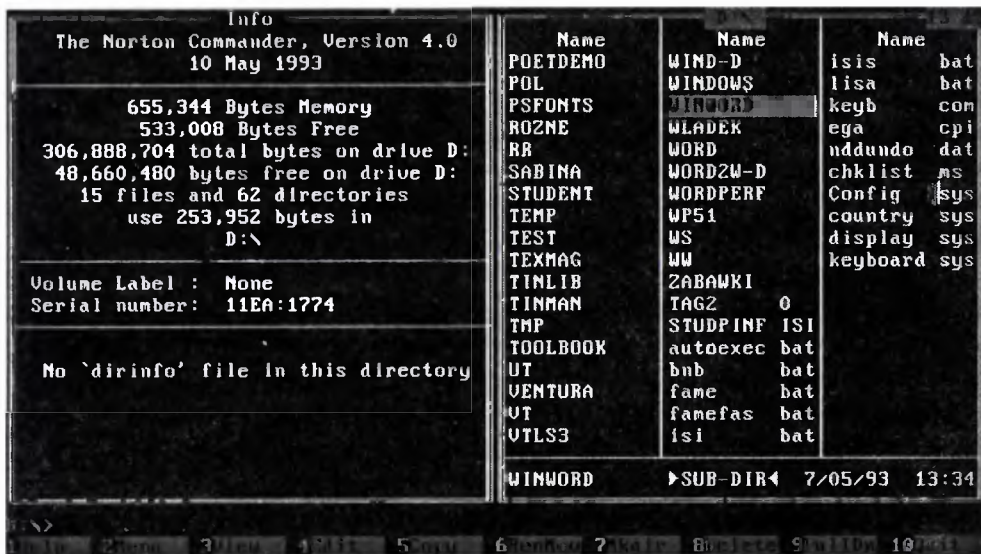 Info
The Norton Commander, Version 4.0
10 May 1993
655,344 Bytes Memory
533,008 Bytes Free
306,888,704 total bytes on drive D:
48,660,480 bytes free on drive D:
15 files and 62 directories
use 253,952 bytes in
D:\
Volume Label : None
Serial number: 11EA:1774
No `dirinfo' file in this directory
Name Name Name
POETDEMO WIND-D isis bat
POL WINDOWS lisa bat
PSFONTS WINWORD keyb com
ROZNE WLADEK ega cpi
RR WORD nddundo dat
SABINA WORD2W-D chklist ms
STUDENT WORDPERF Config sys
TEMP WP51 country sys
TEST WS display sys
TEXMAG WW keyboard sys
TINLIB ZABAWKI
TINMAN TAG2 0
TMP STUDPINF ISI
TOOLBOOK autoexec bat
UT bnb bat
VENTURA fame bat
VT famefas bat
VTLS3 isi bat
WINWORD ►SUB-DIR◄ 7/05/93 13:34
\>
3 5 6 7 8 9 10